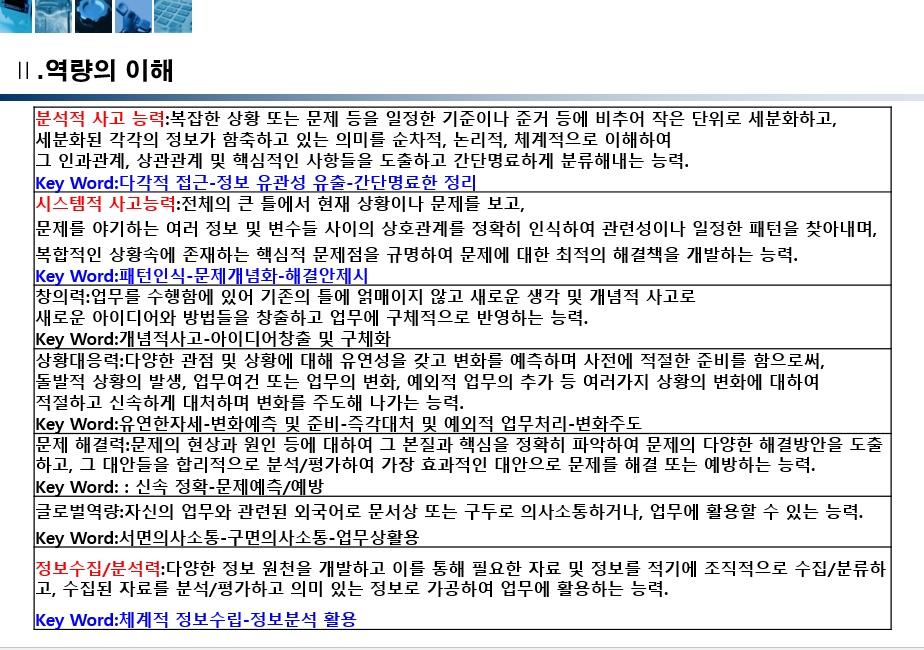 Ⅱ.역량의 이해
분석적 사고 능력:복잡한 상황 또는 문제 등을 일정한 기준이나 준거 등에 비추어 작은 단위로 세분화하고,
세분화된 각각의 정보가 함축하고 있는 의미를 순차적, 논리적, 체계적으로 이해하여
그 인과관계, 상관관계 및 핵심적인 사항들을 도출하고 간단명료하게 분류해내는 능력.
Key Word:다각적 접근-정보 유관성 유출-간단명료한 정리
시스템적 사고능력:전체의 큰 틀에서 현재 상황이나 문제를 보고,
문제를 야기하는 여러 정보 및 변수들 사이의 상호관계를 정확히 인식하여 관련성이나 일정한 패턴을 찾아내며,
복합적인 상황속에 존재하는 핵심적 문제점을 규명하여 문제에 대한 최적의 해결책을 개발하는 능력.
Key Word:패턴인식-문제개념화-해결안제시
창의력:업무를 수행함에 있어 기존의 틀에 얽매이지 않고 새로운 생각 및 개념적 사고로
새로운 아이디어와 방법들을 창출하고 업무에 구체적으로 반영하는 능력.
Key Word:개념적사고-아이디어창출 및 구체화
상황대응력:다양한 관점 및 상황에 대해 유연성을 갖고 변화를 예측하며 사전에 적절한 준비를 함으로써,
돌발적 상황의 발생, 업무여건 또는 업무의 변화, 예외적 업무의 추가 등 여러가지 상황의 변화에 대하여
적절하고 신속하게 대처하며 변화를 주도해 나가는 능력.
Key Word:유연한자세-변화예측 및 준비-즉각대처 및 예외적 업무처리-변화주도
문제 해결력:문제의 현상과 원인 등에 대하여 그 본질과 핵심을 정확히 파악하여 문제의 다양한 해결방안을 도출
하고, 그 대안들을 합리적으로 분석/평가하여 가장 효과적인 대안으로 문제를 해결 또는 예방하는 능력.
Key Word: : 신속 정확-문제예측/예방
글로벌역량:자신의 업무와 관련된 외국어로 문서상 또는 구두로 의사소통하거나, 업무에 활용할 수 있는 능력.
Key Word:서면의사소통-구면의사소통-업무상활용
정보수집/분석력:다양한 정보 원천을 개발하고 이를 통해 필요한 자료 및 정보를 적기에 조직적으로 수집/분류하
고, 수집된 자료를 분석/평가하고 의미 있는 정보로 가공하여 업무에 활용하는 능력.
Key Word:체계적 정보수립-정보분석 활용